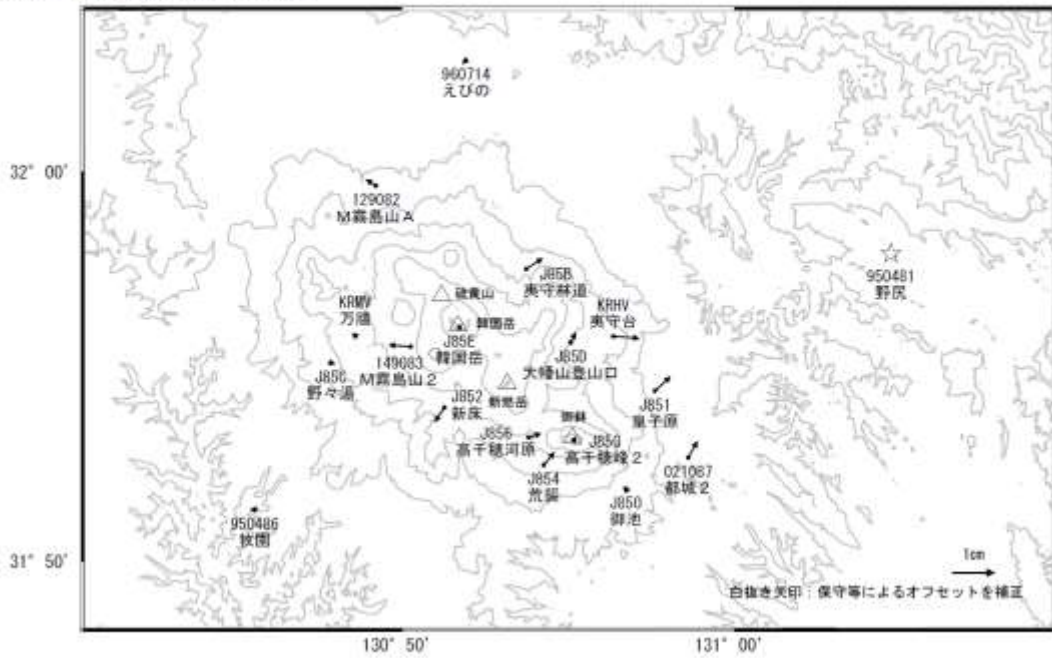 960714
えびの
32° 00′
129082
M霧島山A
950481
野尻
J85B
夷守林道
硫黄山
KRMV
万膳
韓国岳
KRHV
夷守台
J85E
韓国岳
149083
M霧島山2
J85D
大幡山登山口
野々湯
新燃岳
J852
新床
J851
皇子原
御鉢
J856
高千穂河原
J85G
高千穂峰2
J854
荒襲
021087
都城2
J850
御池
950486
牧園
31° 50′
1cm
白抜き矢印：保守等によるオフセットを補正
130° 50′
131° 00′